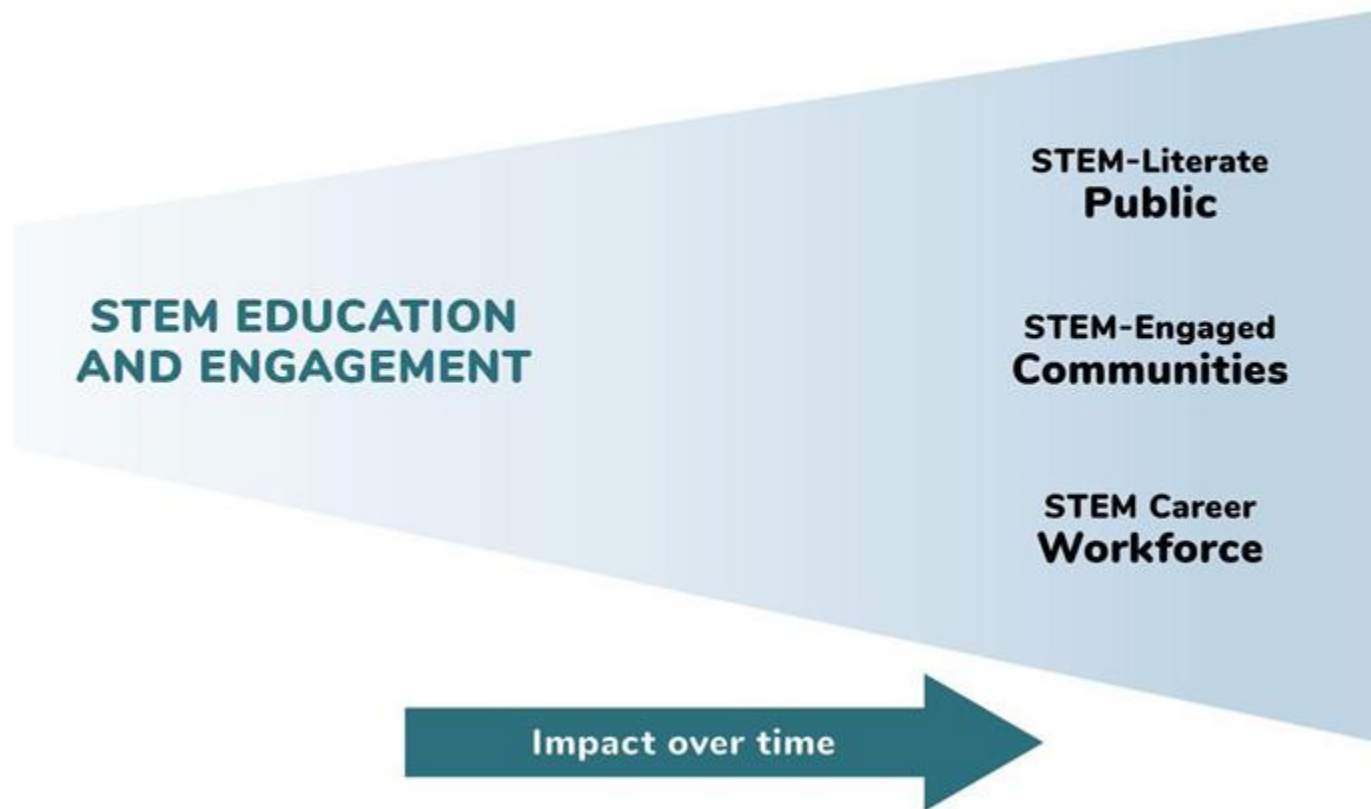 STEM EDUCATION
AND ENGAGEMENT
STEM-Literate
Public
STEM-Engaged
Communities
STEM Career
Workforce
Impact over time